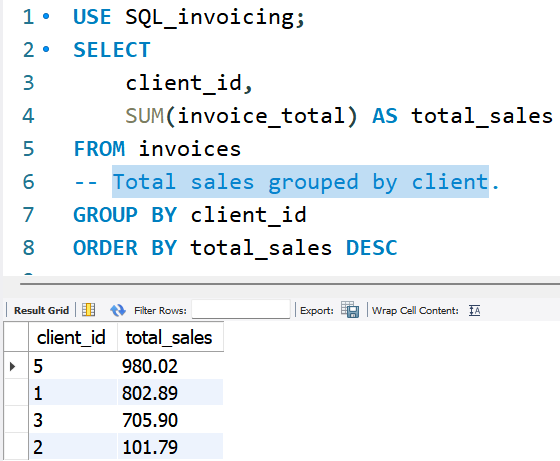 1 USE SQL_invoicing;
2 SELECT
3 client_id,
4 SUM(invoice_total) AS total_sales
5 FROM invoices
6 -- Total sales grouped by client.
7 GROUP BY client_id
8 ORDER BY total_sales DESC
Result Grid Filter Rows: Export: Wrap Cell Content: IA
client_id total_sales
5 980.02
1 802.89
3 705.90
2 101.79